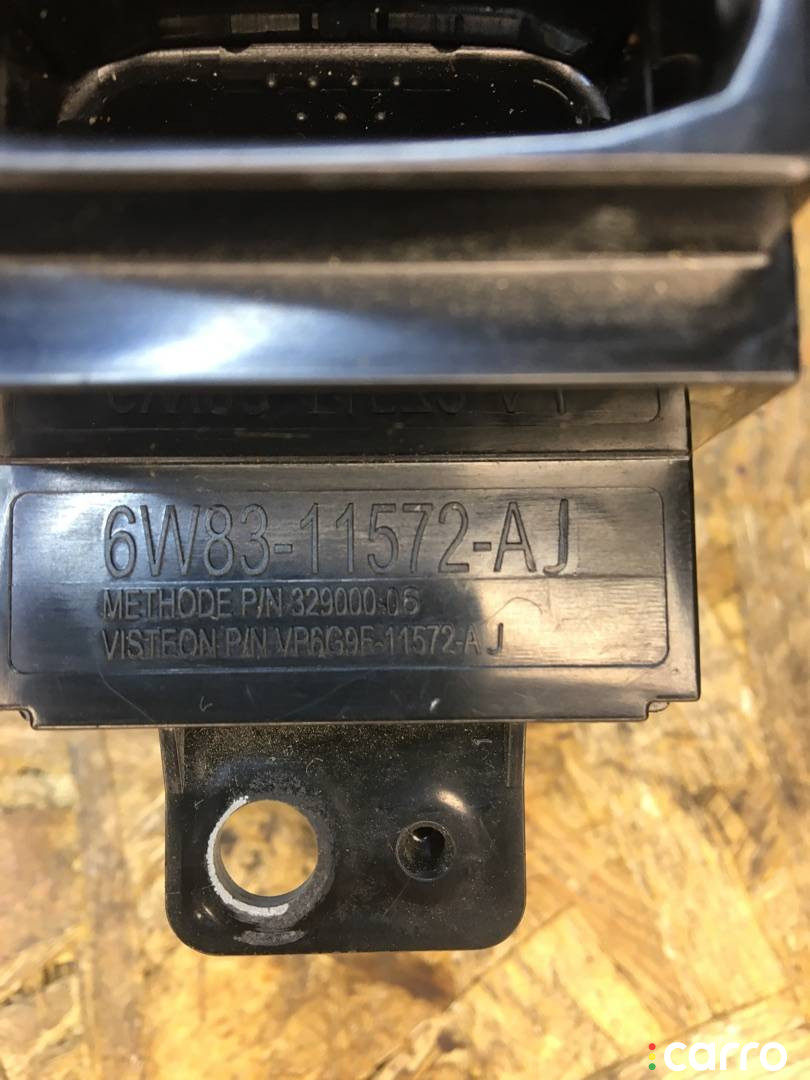 6W83-11572-AJ
METHODE P/N 329000-06
VISTEON P/N VP6G9F-11572-AJ
carro